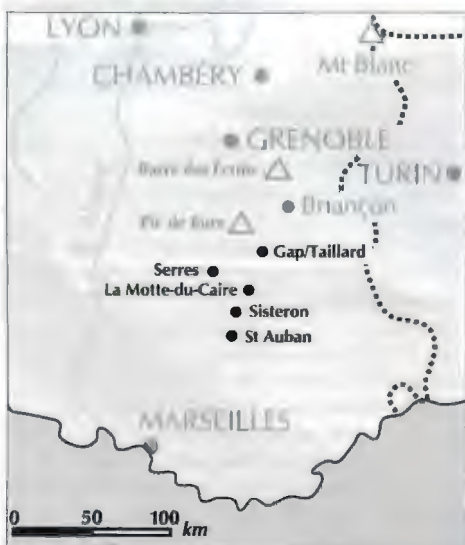 LYON
Mt Blanc
CHAMBÉRY
GRENOBLE
Barre des Ecrins
TURIN
Briançon
Pic de Bure
Gap/Taillard
Serres
La Motte-du-Caire
Sisteron
St Auban
MARSEILLES
0 50 100
km